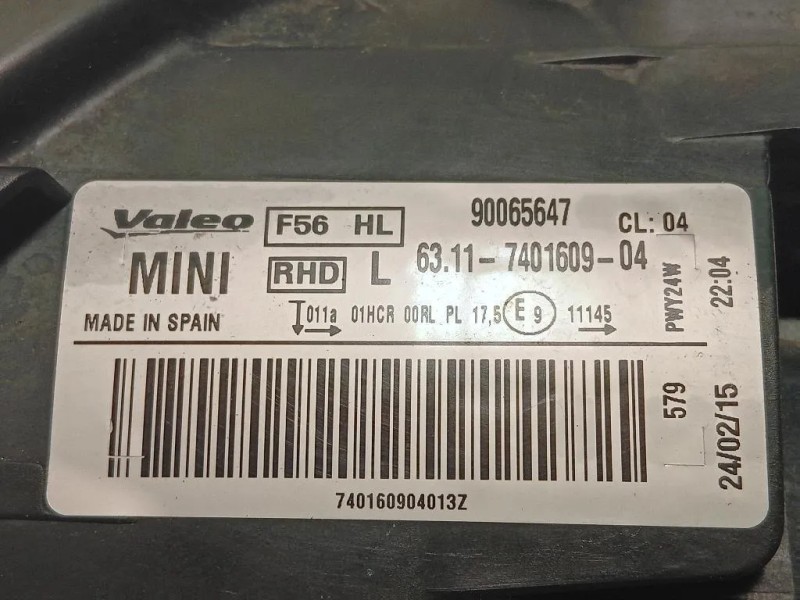 Valeo F56 HL 90065647 CL: 04
MINI RHD L 63.11-7401609-04
MADE IN SPAIN 011a 01HCR 00RL PL 17,5 E 9 11145
PWY24W 22:04
579 24/02/15
740160904013Z